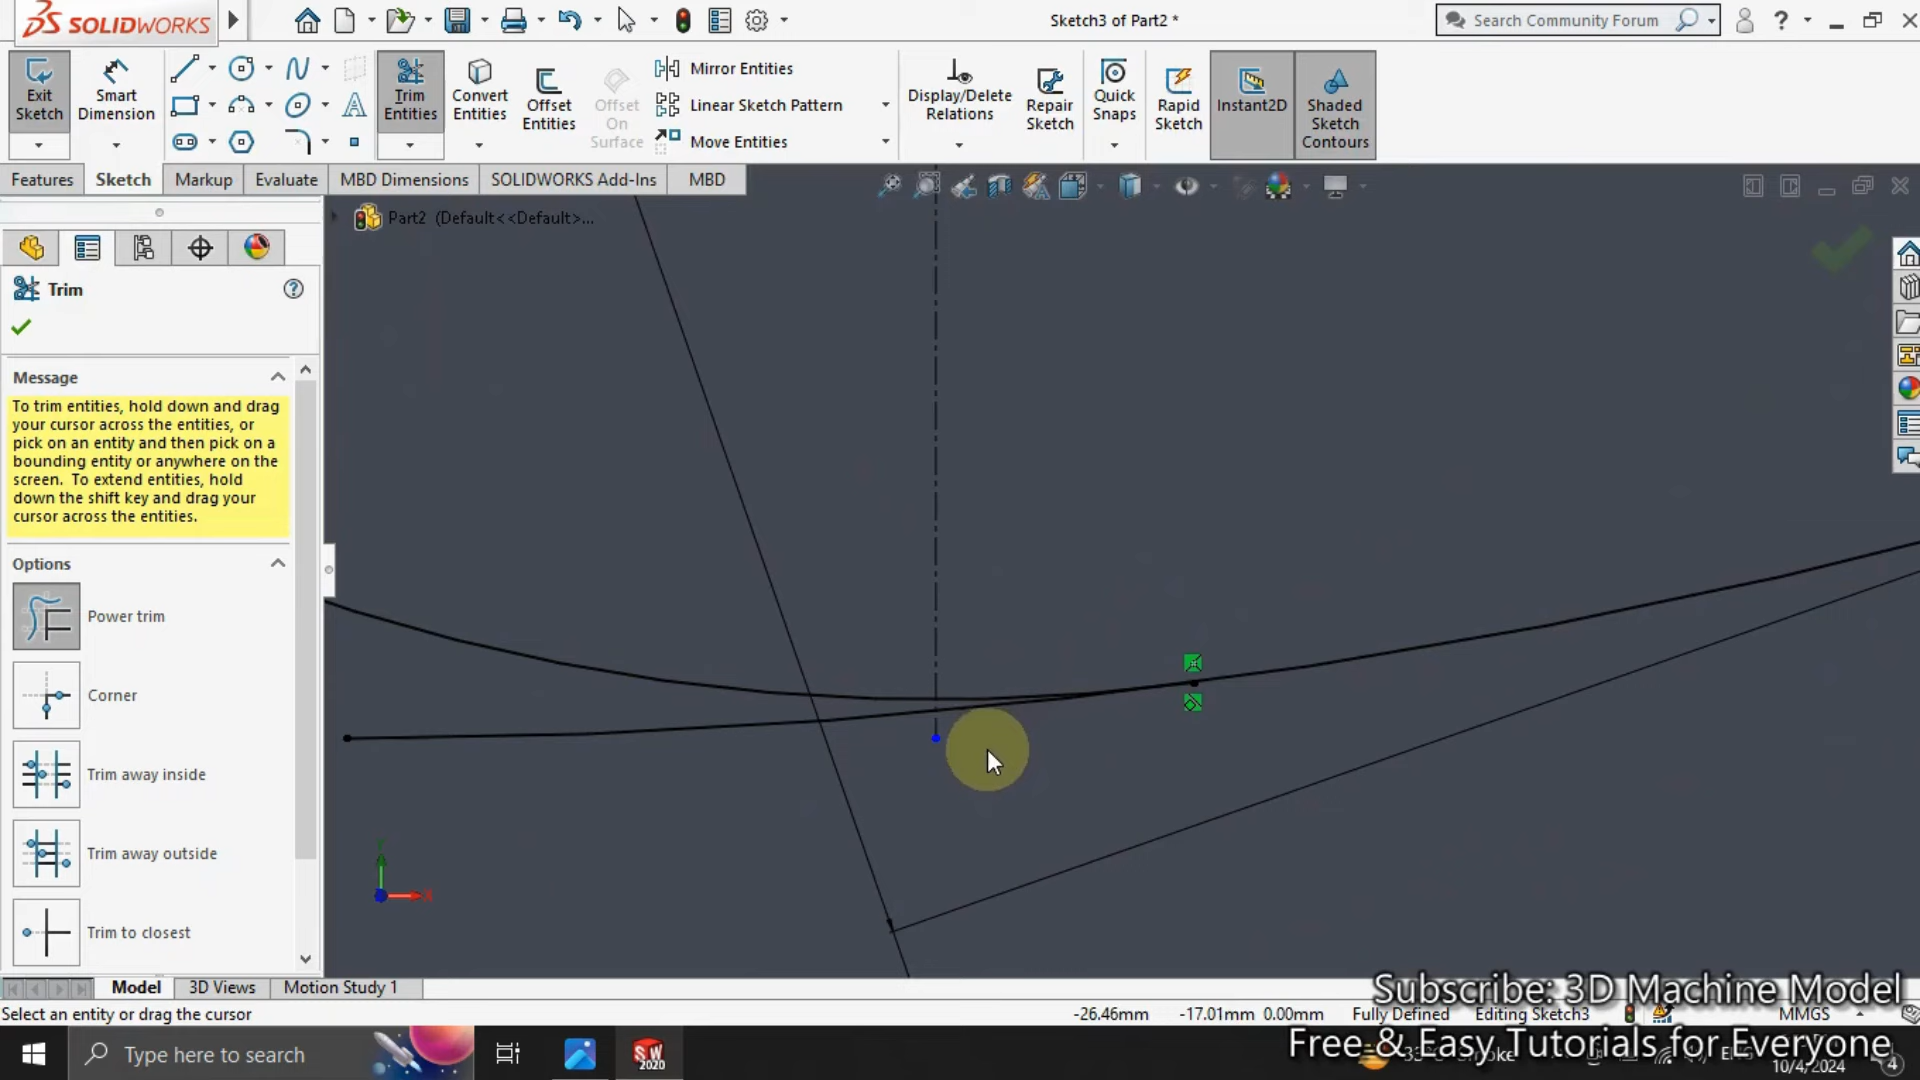 SOLIDWORKS
Sketch3 of Part2 *
Search Community Forum
Exit Sketch
Smart Dimension
Trim Entities
Convert Entities
Offset Entities
Offset On Surface
Mirror Entities
Linear Sketch Pattern
Move Entities
Display/Delete Relations
Repair Sketch
Quick Snaps
Rapid Sketch
Instant2D
Shaded Sketch Contours
Features
Sketch
Markup
Evaluate
MBD Dimensions
SOLIDWORKS Add-Ins
MBD
Part2 (Default<<Default>...
Trim
Message
To trim entities, hold down and drag
your cursor across the entities, or
pick on an entity and then pick on a
bounding entity or anywhere on the
screen. To extend entities, hold
down the shift key and drag your
cursor across the entities.
Options
Power trim
Corner
Trim away inside
Trim away outside
Trim to closest
Model
3D Views
Motion Study 1
Subscribe: 3D Machine Model
Select an entity or drag the cursor
-26.46mm
-17.01mm 0.00mm
Fully Defined
Editing Sketch3
MMGS
Free & Easy Tutorials for Everyone
Type here to search
SW
2020
10/4/2024
4